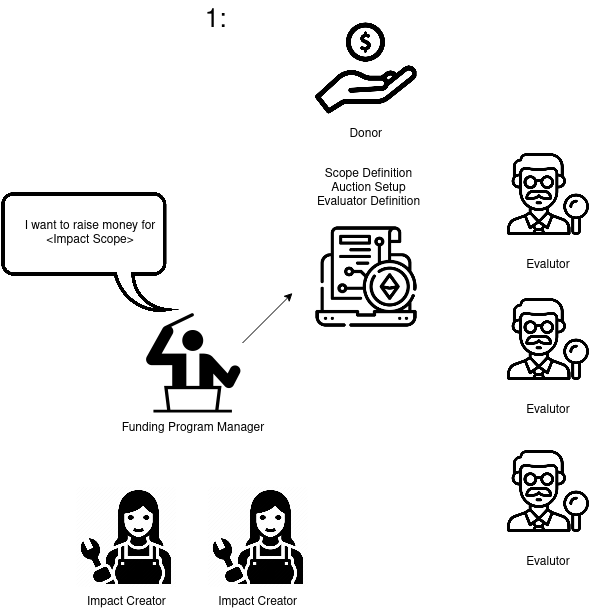 1:
Donor
Scope Definition
Auction Setup
Evaluator Definition
I want to raise money for
<Impact Scope>
Evalutor
Funding Program Manager
Evalutor
Evalutor
Impact Creator
Impact Creator